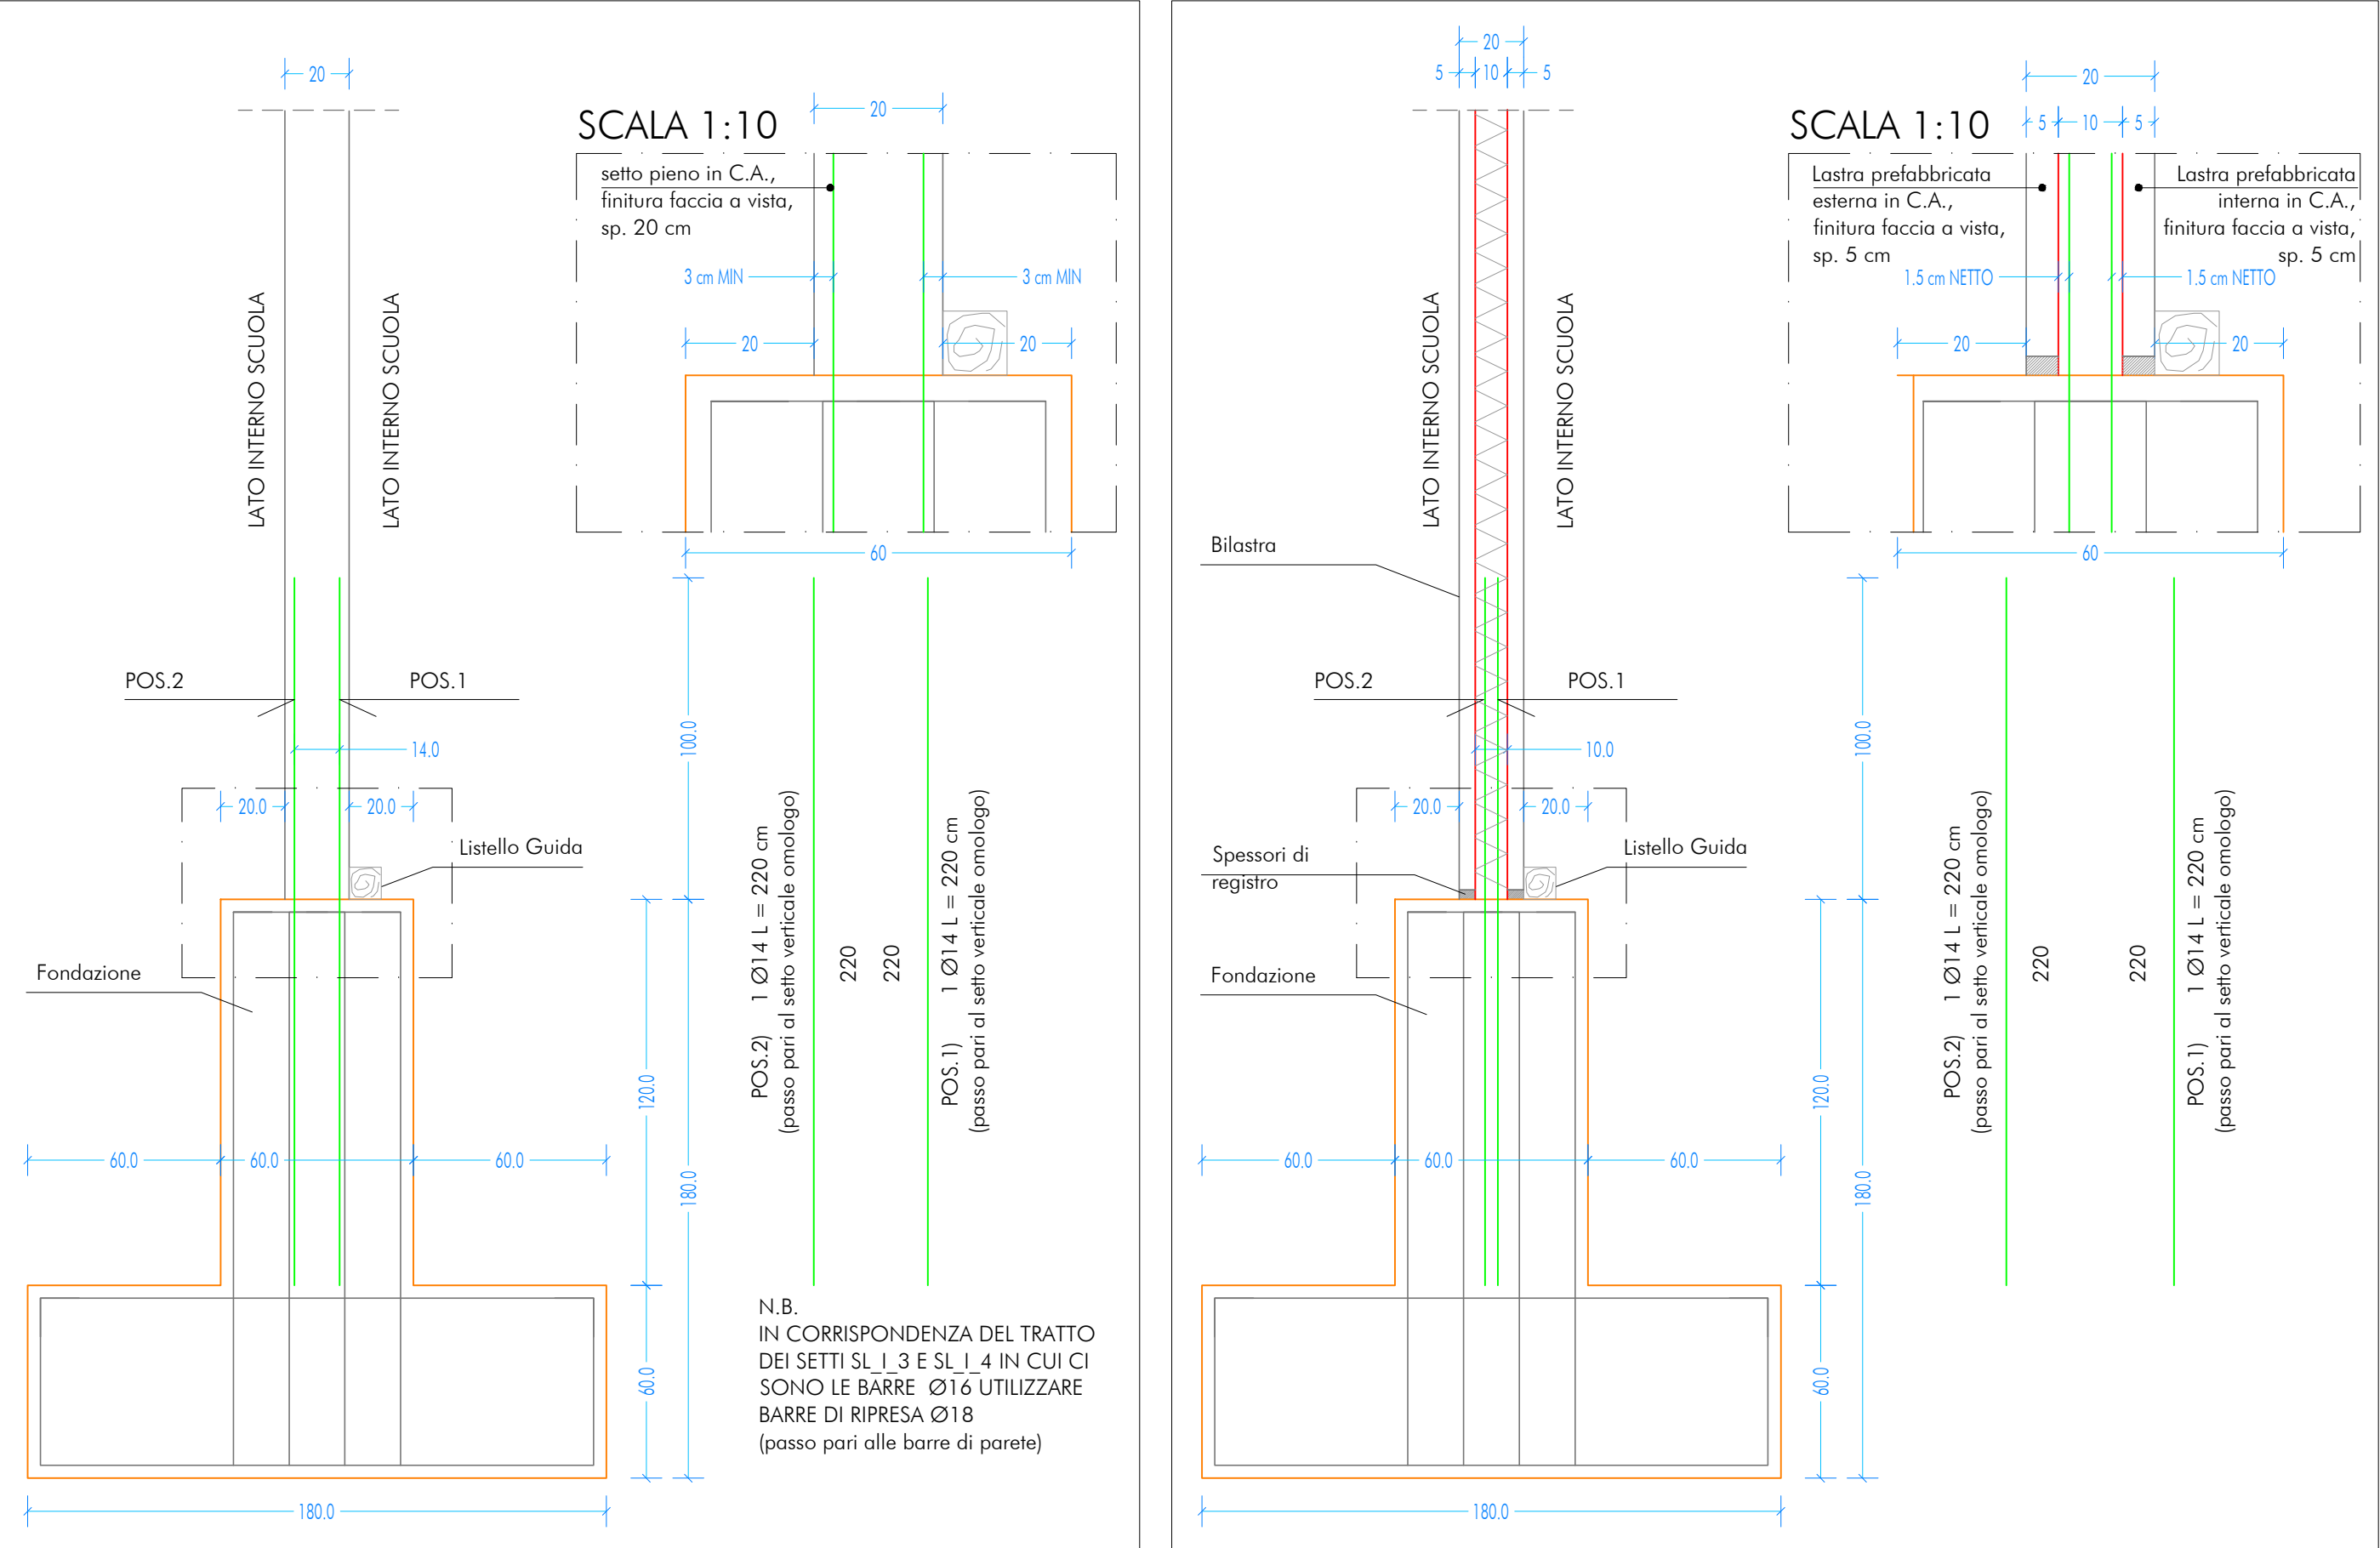 20
SCALA 1:10
20
setto pieno in C.A.,
finitura faccia a vista,
sp. 20 cm
3 cm MIN
3 cm MIN
20
20
60
LATO INTERNO SCUOLA
LATO INTERNO SCUOLA
POS.2
POS.1
14.0
20.0
20.0
Listello Guida
Fondazione
100.0
120.0
180.0
60.0
60.0
60.0
60.0
180.0
POS.2) 1 Ø14 L = 220 cm
(passo pari al setto verticale omologo)
220
220
POS.1) 1 Ø14 L = 220 cm
(passo pari al setto verticale omologo)
N.B.
IN CORRISPONDENZA DEL TRATTO
DEI SETTI SL_I_3 E SL_I_4 IN CUI CI
SONO LE BARRE Ø16 UTILIZZARE
BARRE DI RIPRESA Ø18
(passo pari alle barre di parete)
20
5
10
5
SCALA 1:10
20
5
10
5
Lastra prefabbricata
esterna in C.A.,
finitura faccia a vista,
sp. 5 cm
Lastra prefabbricata
interna in C.A.,
finitura faccia a vista,
sp. 5 cm
1.5 cm NETTO
1.5 cm NETTO
20
20
60
LATO INTERNO SCUOLA
LATO INTERNO SCUOLA
Bilastra
POS.2
POS.1
10.0
20.0
20.0
Spessori di
registro
Listello Guida
Fondazione
100.0
120.0
180.0
60.0
60.0
60.0
60.0
180.0
POS.2) 1 Ø14 L = 220 cm
(passo pari al setto verticale omologo)
220
220
POS.1) 1 Ø14 L = 220 cm
(passo pari al setto verticale omologo)